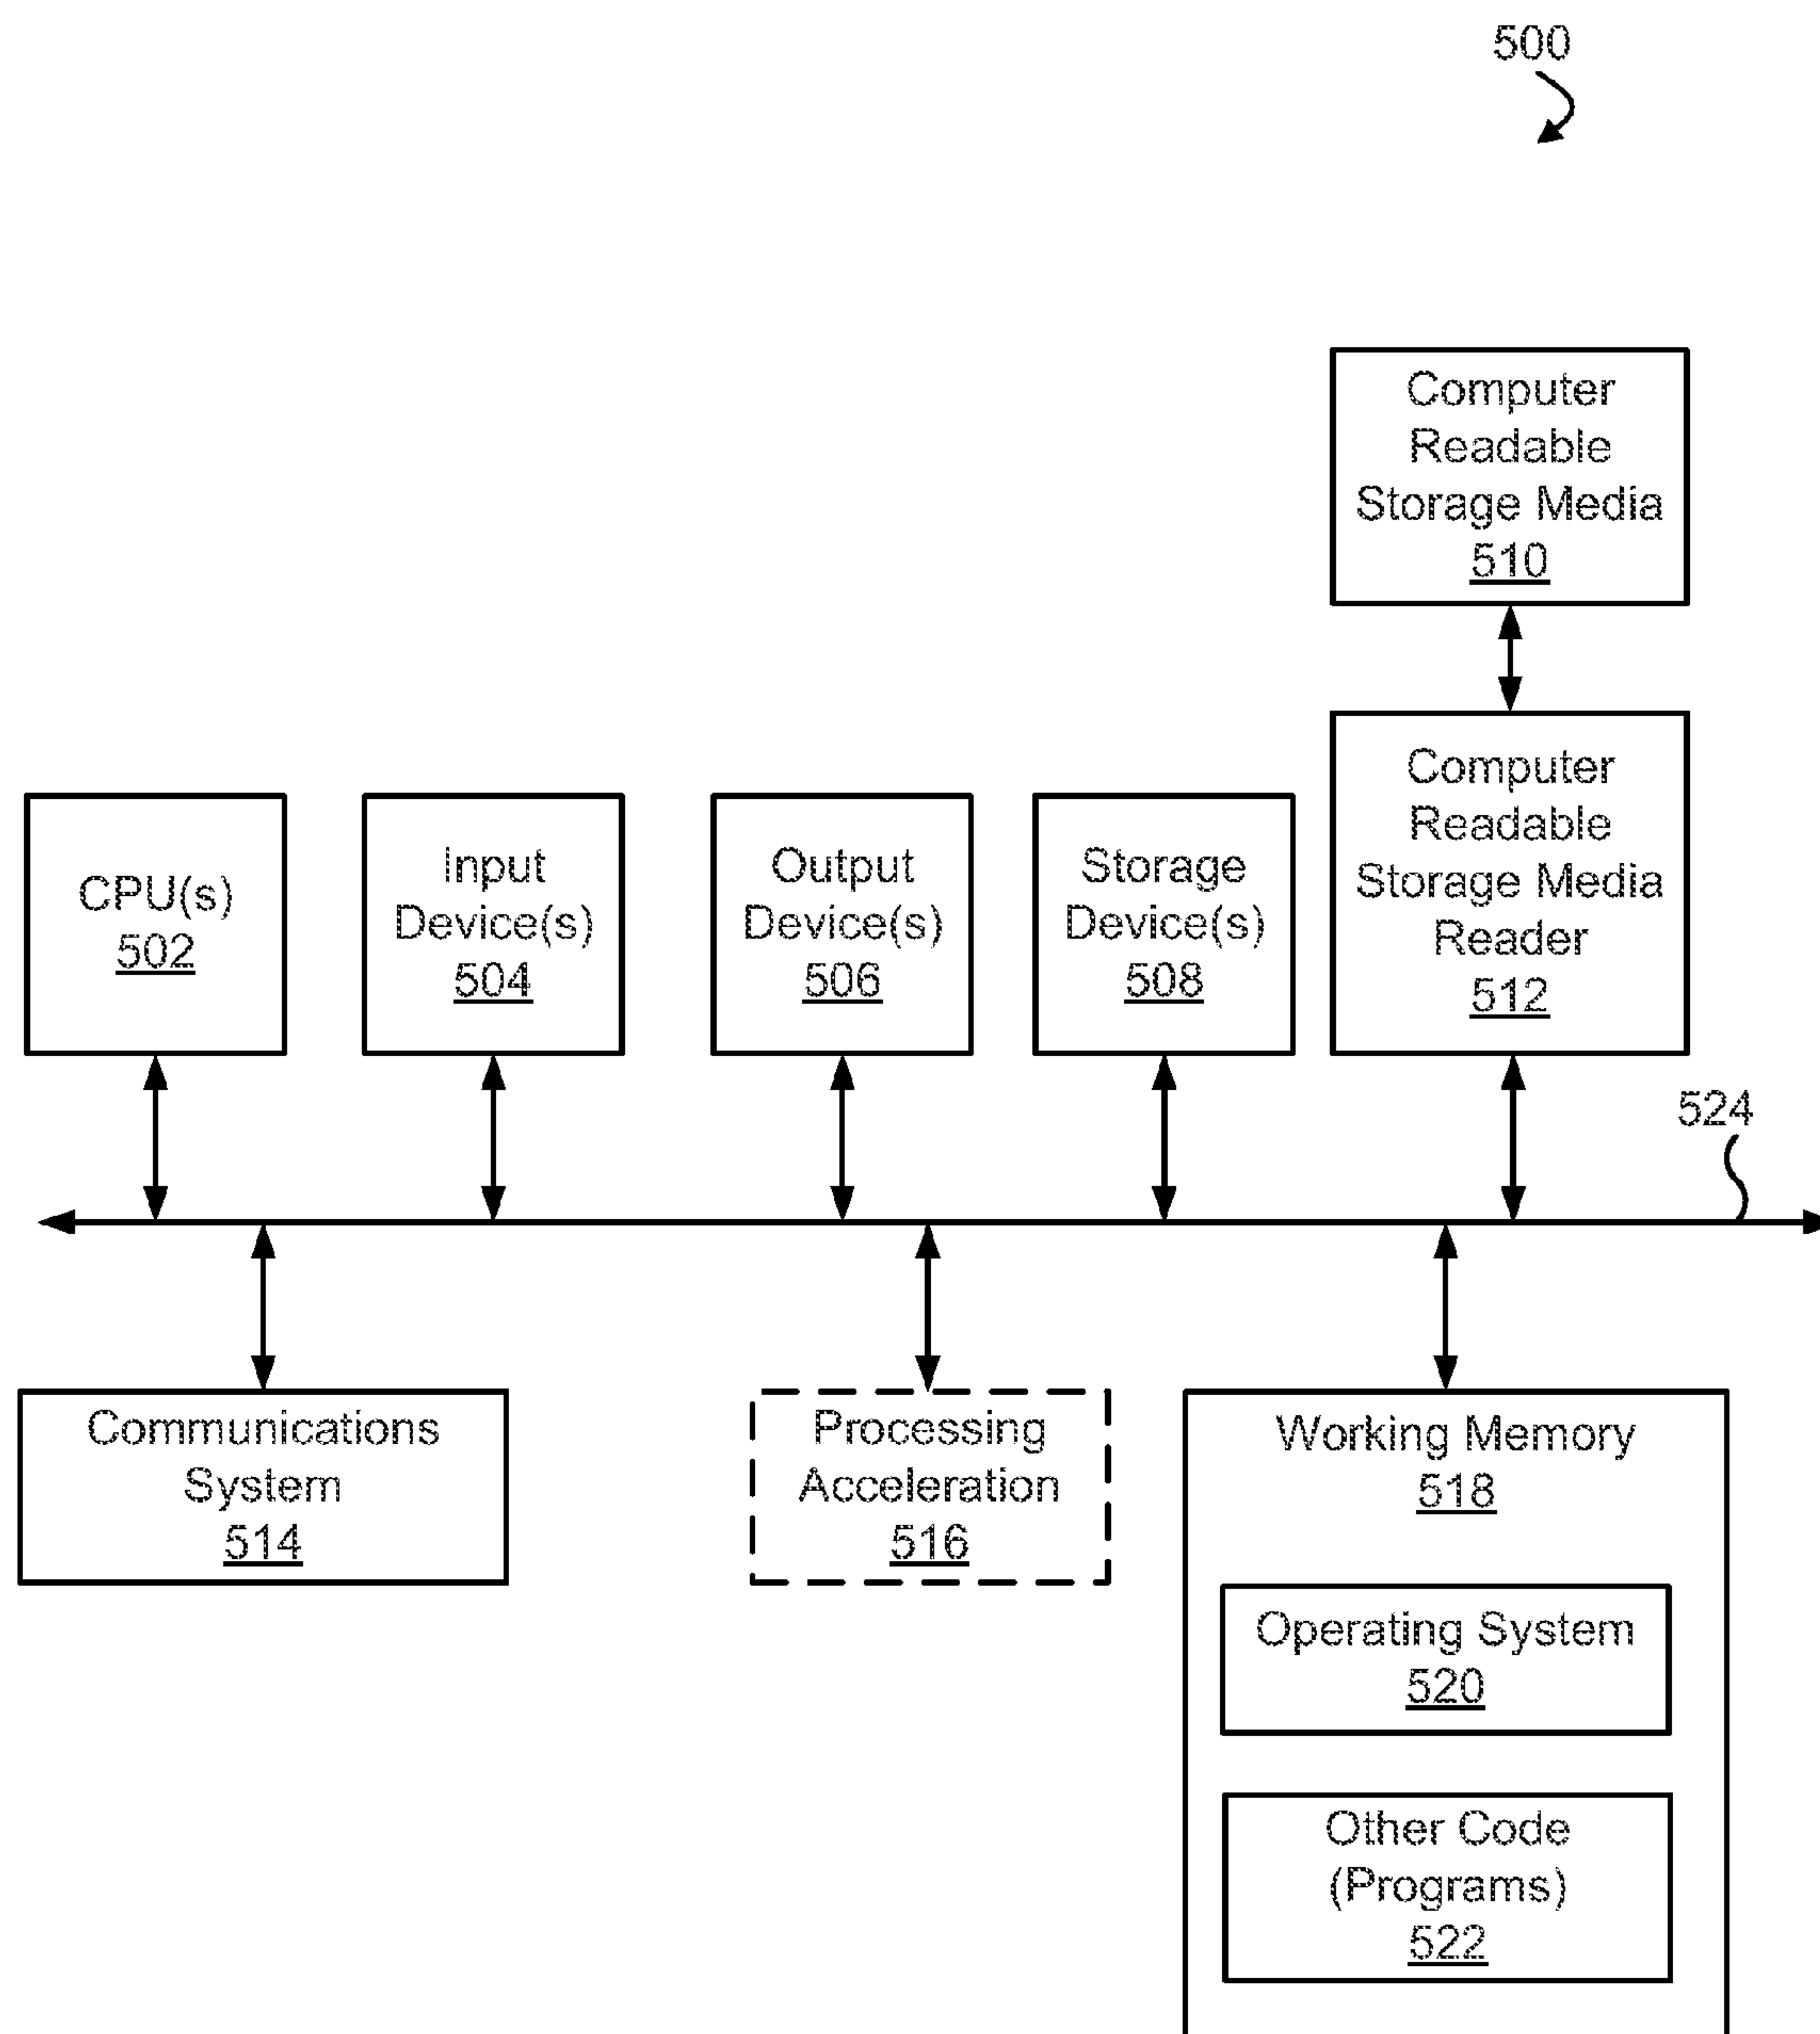 500
Computer
Readable
Storage Media
510
CPU(s)
502
Input
Device(s)
504
Output
Device(s)
506
Storage
Device(s)
508
Computer
Readable
Storage Media
Reader
512
524
Communications
System
514
Processing
Acceleration
516
Working Memory
518
Operating System
520
Other Code
(Programs)
522